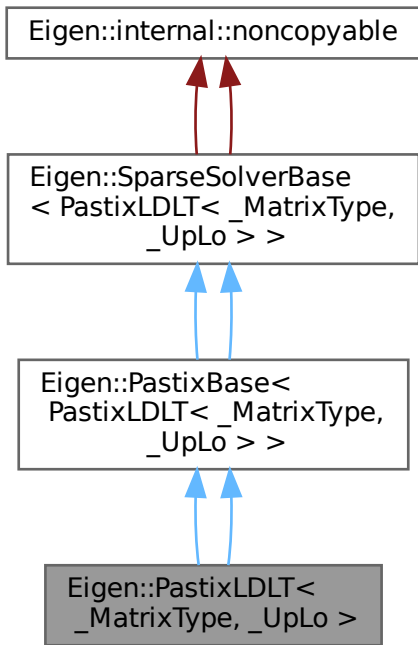 Eigen::internal::noncopyable
Eigen::SparseSolverBase
< PastixLDLT< _MatrixType,
_UpLo > >
Eigen::PastixBase<
PastixLDLT< _MatrixType,
_UpLo > >
Eigen::PastixLDLT<
_MatrixType, _UpLo >